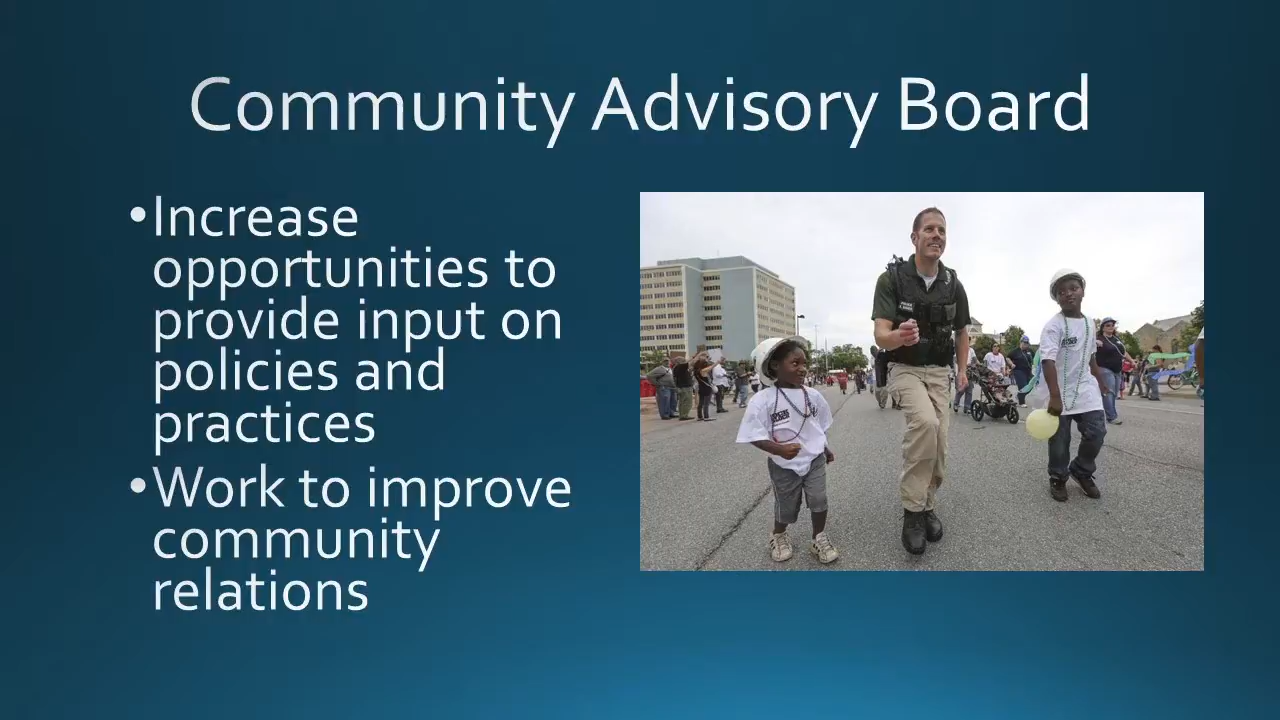 Community Advisory Board
•Increase
opportunities to
provide input on
policies and
practices
•Work to improve
community
relations